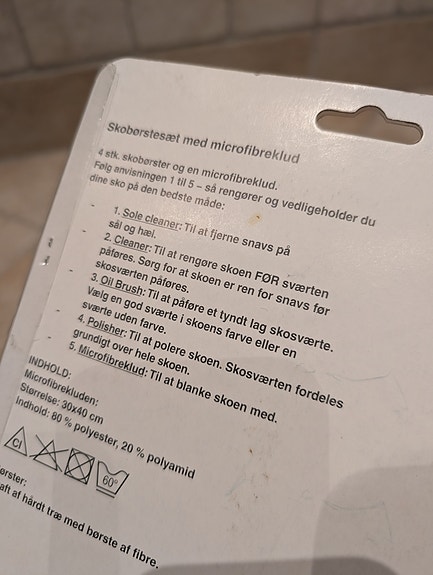 Skobørstesæt med microfibreklud
4 stk. skobørster og en microfibreklud.
Følg anvisningen 1 til 5 – så rengører og vedligeholder du
dine sko på den bedste måde:
- 1. Sole cleaner: Til at fjerne snavs på
sål og hæl.
- 2. Cleaner: Til at rengøre skoen FØR sværten
påføres. Sørg for at skoen er ren for snavs før
skosværten påføres.
- 3. Oil Brush: Til at påføre et tyndt lag skosværte.
Vælg en god sværte i skoens farve eller en
sværte uden farve.
- 4. Polisher: Til at polere skoen. Skosværten fordeles
grundigt over hele skoen.
- 5. Microfibreklud: Til at blanke skoen med.
INDHOLD:
Microfibrekluden:
Størrelse: 30x40 cm
Indhold: 80 % polyester, 20 % polyamid
Cl 60°
ørster:
aft af hårdt træ med børste af fibre.